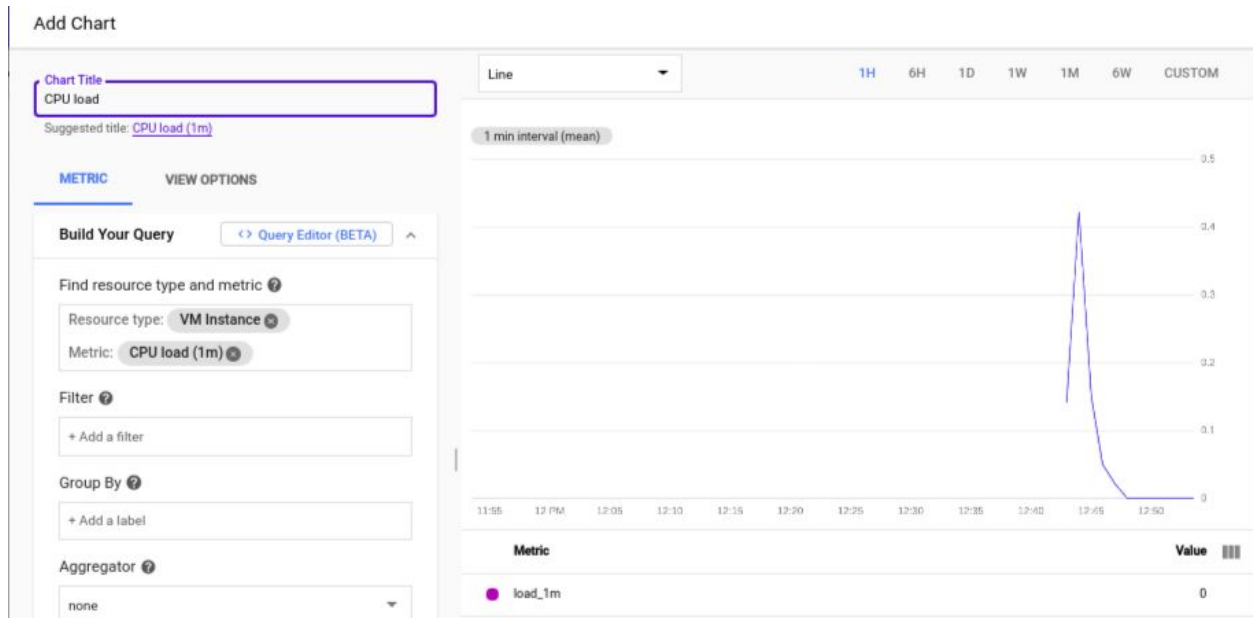 Add Chart
Chart Title
CPU load
Suggested title: CPU load (1m)
METRIC
VIEW OPTIONS
Build Your Query
<> Query Editor (BETA)
Find resource type and metric
Resource type: VM Instance
Metric: CPU load (1m)
Filter
+ Add a filter
Group By
+ Add a label
Aggregator
none
Line
1H 6H 1D 1W 1M 6W CUSTOM
1 min interval (mean)
0.5
0.4
0.3
0.2
0.1
0
11:55 12 PM 12:05 12:10 12:15 12:20 12:25 12:30 12:35 12:40 12:45 12:50
Metric Value
load_1m 0